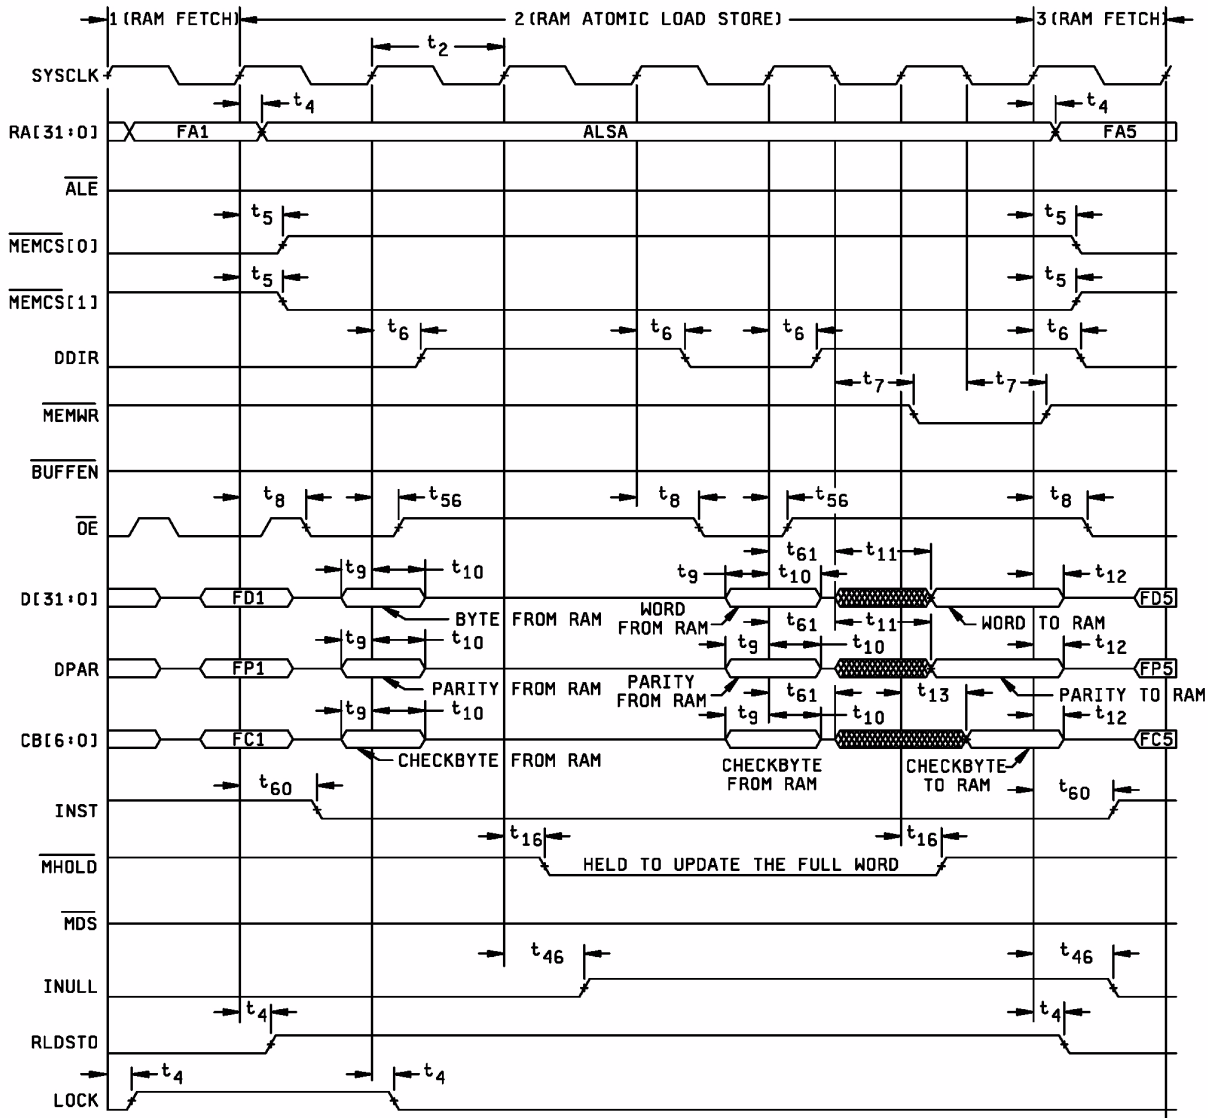 1(RAM FETCH) 2(RAM ATOMIC LOAD STORE) 3(RAM FETCH)
t2
SYSCLK
t4 t4
RA[31:0] FA1 ALSA FA5
ALE
t5 t5
MEMCS[0]
t5 t5
MEMCS[1]
t6 t6 t6 t6
DDIR
t7 t7
MEMWR
BUFFEN
t8 t56 t8 t56 t8
OE
t61 t11
t9 t10 t9 t10 t12
D[31:0] FD1 FD5
BYTE FROM RAM WORD FROM RAM WORD TO RAM
t61 t11
t9 t10 t9 t10 t12
DPAR FP1 FP5
PARITY FROM RAM PARITY FROM RAM PARITY TO RAM
t61 t13
t9 t10 t9 t10 t12
CB[6:0] FC1 FC5
CHECKBYTE FROM RAM CHECKBYTE FROM RAM CHECKBYTE TO RAM
t60 t60
INST
t16 t16
MHOLD HELD TO UPDATE THE FULL WORD
MDS
t46 t46
INULL
t4 t4
RLDSTO
t4 t4
LOCK